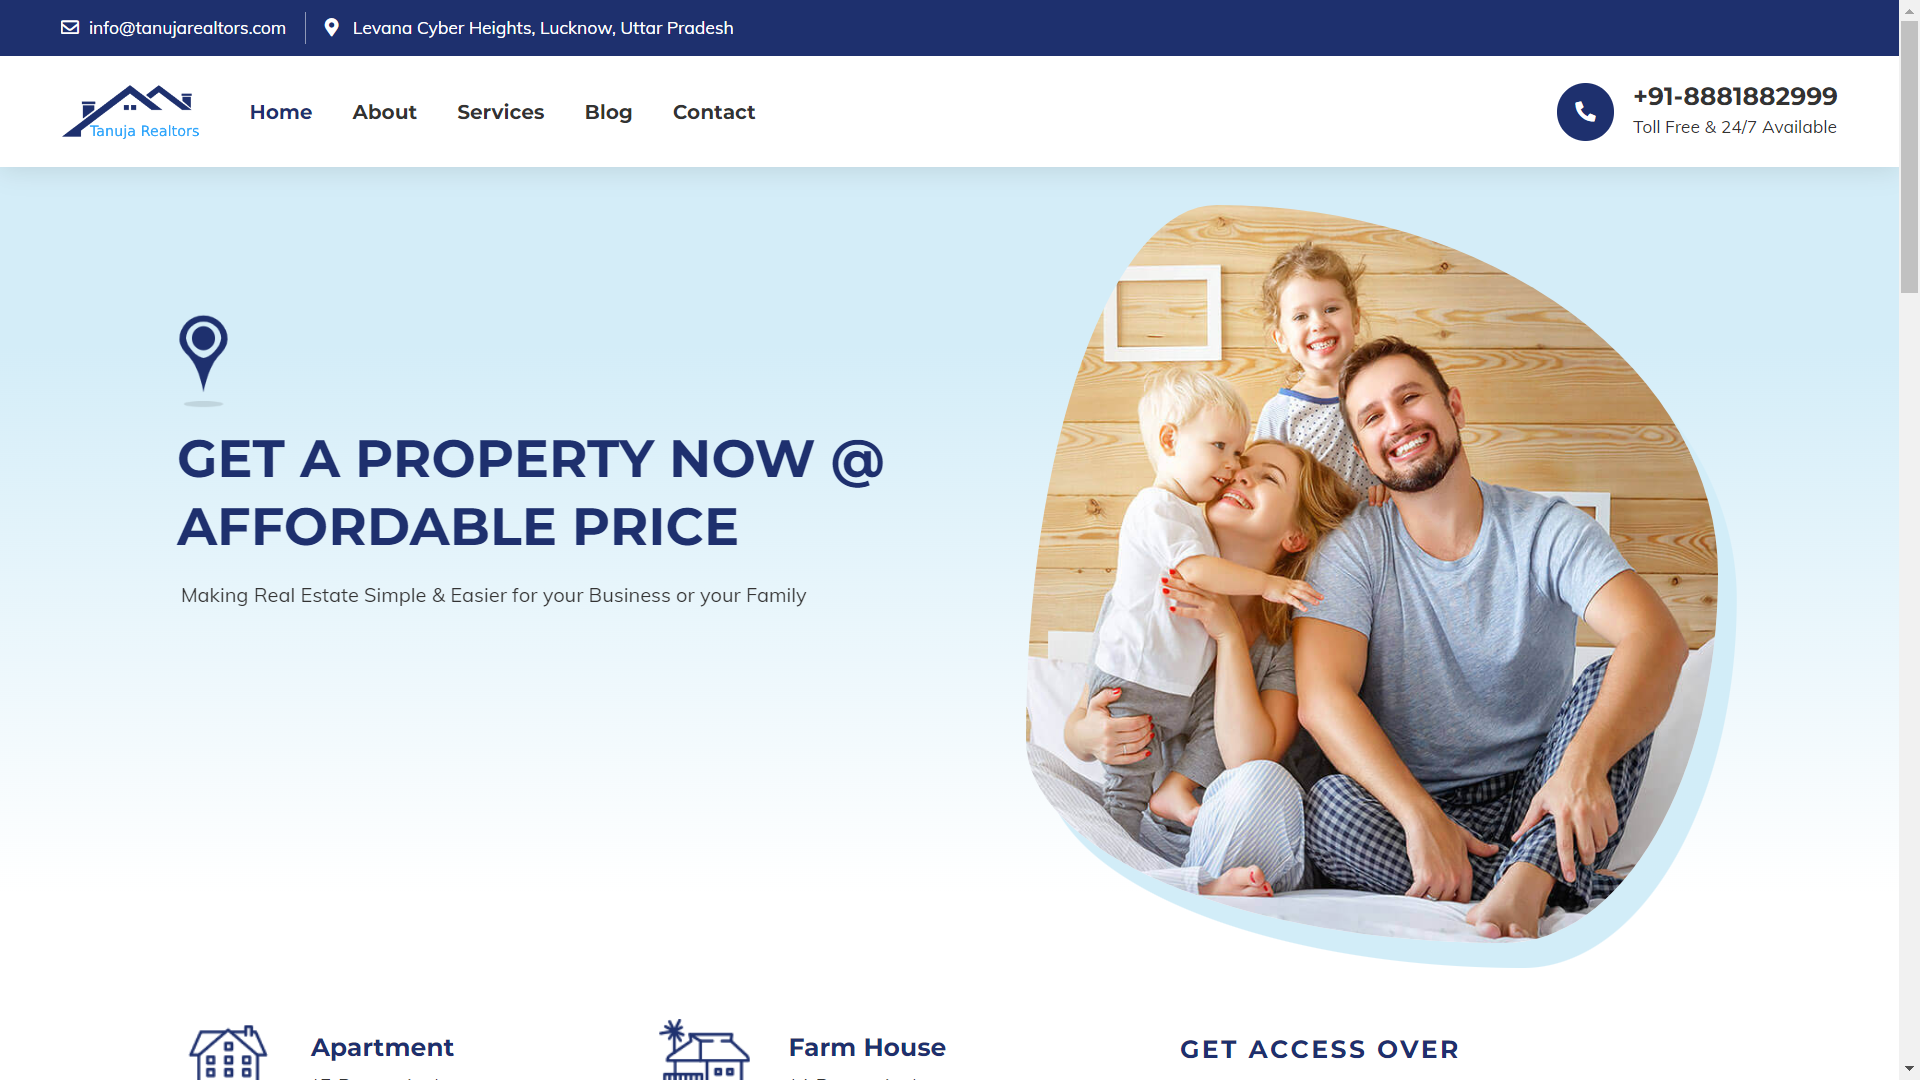 info@tanujarealtors.com
Levana Cyber Heights, Lucknow, Uttar Pradesh
Tanuja Realtors
Home
About
Services
Blog
Contact
+91-8881882999
Toll Free & 24/7 Available
GET A PROPERTY NOW @
AFFORDABLE PRICE
Making Real Estate Simple & Easier for your Business or your Family
Apartment
Farm House
GET ACCESS OVER